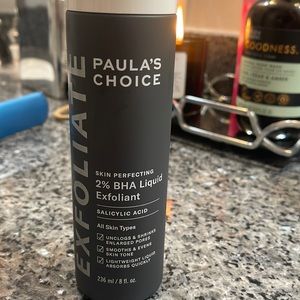 EXFOLIATE
PAULA'S
CHOICE
SKIN PERFECTING
2% BHA Liquid
Exfoliant
SALICYLIC ACID
All Skin Types
UNCLOGS & SHRINKS
ENLARGED PORES
SMOOTHS & EVENS
SKIN TONE
LIGHTWEIGHT LIQUID
ABSORBS QUICKLY
236 ml / 8 fl. oz.
GOODNESS.